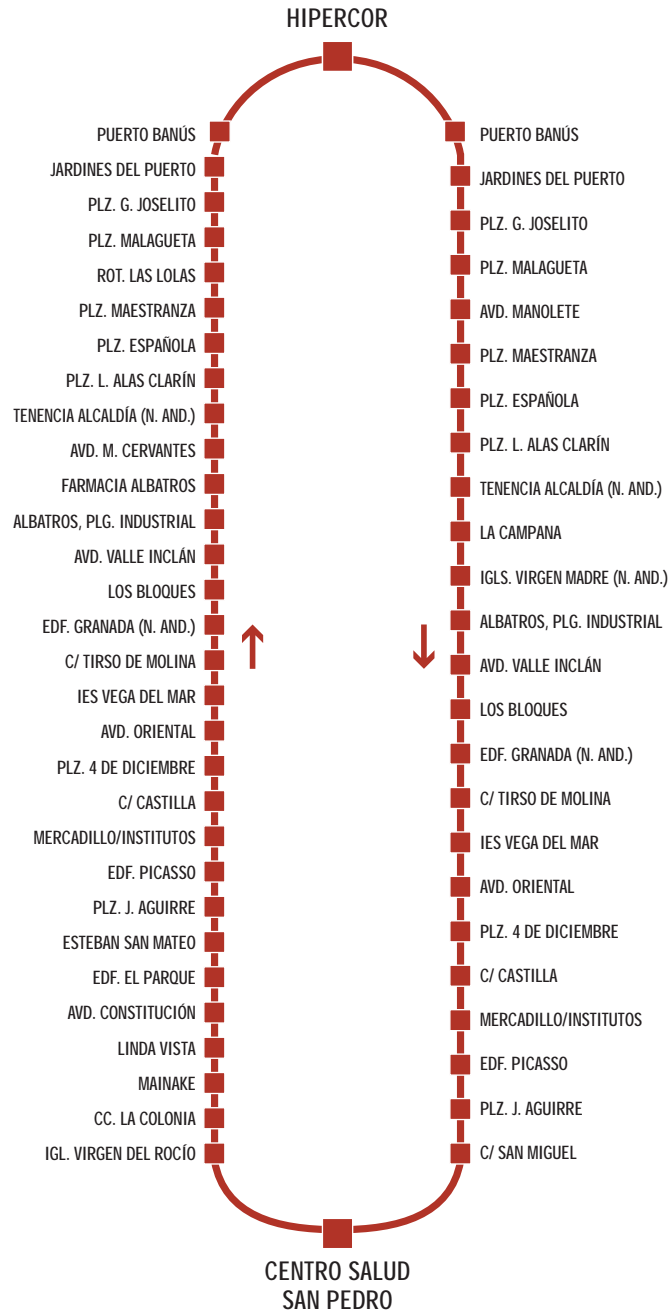 HIPERCOR
PUERTO BANÚS
JARDINES DEL PUERTO
PLZ. G. JOSELITO
PLZ. MALAGUETA
ROT. LAS LOLAS
PLZ. MAESTRANZA
PLZ. ESPAÑOLA
PLZ. L. ALAS CLARÍN
TENENCIA ALCALDÍA (N. AND.)
AVD. M. CERVANTES
FARMACIA ALBATROS
ALBATROS, PLG. INDUSTRIAL
AVD. VALLE INCLÁN
LOS BLOQUES
EDF. GRANADA (N. AND.)
C/ TIRSO DE MOLINA
IES VEGA DEL MAR
AVD. ORIENTAL
PLZ. 4 DE DICIEMBRE
C/ CASTILLA
MERCADILLO/INSTITUTOS
EDF. PICASSO
PLZ. J. AGUIRRE
ESTEBAN SAN MATEO
EDF. EL PARQUE
AVD. CONSTITUCIÓN
LINDA VISTA
MAINAKE
CC. LA COLONIA
IGL. VIRGEN DEL ROCÍO
PUERTO BANÚS
JARDINES DEL PUERTO
PLZ. G. JOSELITO
PLZ. MALAGUETA
AVD. MANOLETE
PLZ. MAESTRANZA
PLZ. ESPAÑOLA
PLZ. L. ALAS CLARÍN
TENENCIA ALCALDÍA (N. AND.)
LA CAMPANA
IGLS. VIRGEN MADRE (N. AND.)
ALBATROS, PLG. INDUSTRIAL
AVD. VALLE INCLÁN
LOS BLOQUES
EDF. GRANADA (N. AND.)
C/ TIRSO DE MOLINA
IES VEGA DEL MAR
AVD. ORIENTAL
PLZ. 4 DE DICIEMBRE
C/ CASTILLA
MERCADILLO/INSTITUTOS
EDF. PICASSO
PLZ. J. AGUIRRE
C/ SAN MIGUEL
CENTRO SALUD
SAN PEDRO